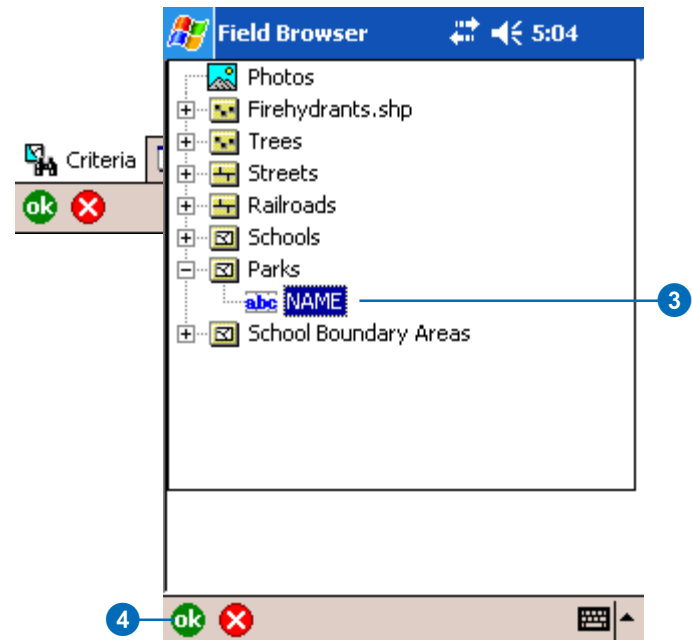 Field Browser 5:04
Photos
Firehydrants.shp
Trees
Criteria
Streets
ok
Railroads
Schools
Parks
abc NAME
3
School Boundary Areas
4
ok